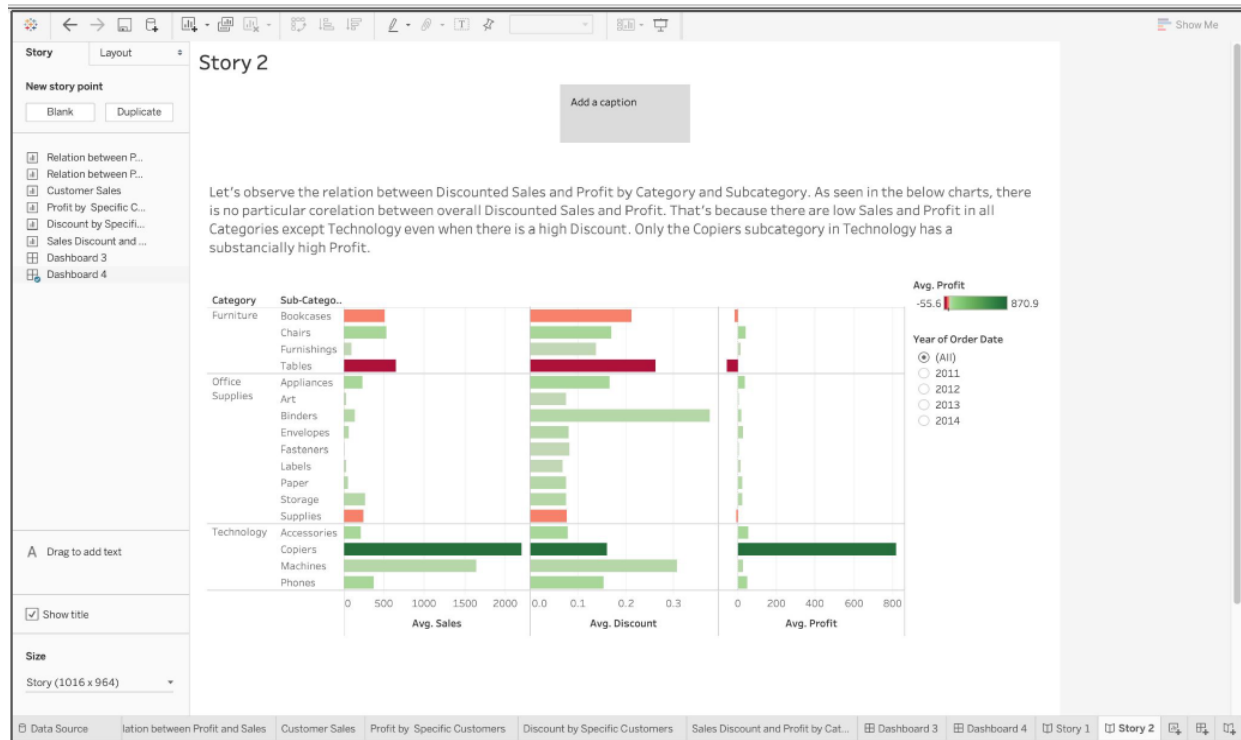 Show Me
Story
Layout
Story 2
New story point
Blank
Duplicate
Add a caption
Relation between P...
Relation between P...
Customer Sales
Profit by Specific C...
Discount by Specifi...
Sales Discount and ...
Dashboard 3
Dashboard 4
Let's observe the relation between Discounted Sales and Profit by Category and Subcategory. As seen in the below charts, there
is no particular corelation between overall Discounted Sales and Profit. That's because there are low Sales and Profit in all
Categories except Technology even when there is a high Discount. Only the Copiers subcategory in Technology has a
substancially high Profit.
Avg. Profit
-55.6 870.9
Year of Order Date
(All)
2011
2012
2013
2014
Category Sub-Catego..
Furniture Bookcases
Chairs
Furnishings
Tables
Office Supplies Appliances
Art
Binders
Envelopes
Fasteners
Labels
Paper
Storage
Supplies
Technology Accessories
Copiers
Machines
Phones
0 500 1000 1500 2000 0.0 0.1 0.2 0.3 0 200 400 600 800
Avg. Sales Avg. Discount Avg. Profit
A Drag to add text
Show title
Size
Story (1016 x 964)
Data Source lation between Profit and Sales Customer Sales Profit by Specific Customers Discount by Specific Customers Sales Discount and Profit by Cat... Dashboard 3 Dashboard 4 Story 1 Story 2